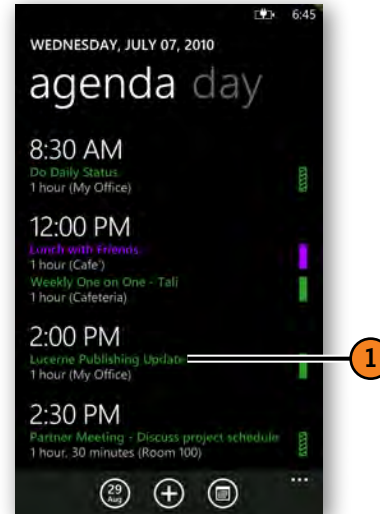 6:45
WEDNESDAY, JULY 07, 2010
agenda day
8:30 AM
Do Daily Status
1 hour (My Office)
12:00 PM
Lunch with Friends
1 hour (Cafe')
Weekly One on One - Tali
1 hour (Cafeteria)
2:00 PM
Lucerne Publishing Update
1 hour (My Office)
1
2:30 PM
Partner Meeting - Discuss project schedule
1 hour, 30 minutes (Room 100)
29
Aug
...